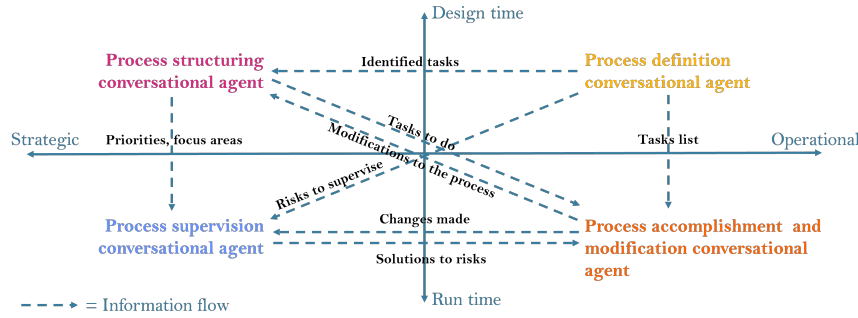 Design time
Process structuring
conversational agent
Identified tasks
Process definition
conversational agent
Tasks to do
Modifications to the process
Strategic
Priorities, focus areas
Tasks list
Operational
Risks to supervise
Process supervision
conversational agent
Changes made
Solutions to risks
Process accomplishment and
modification conversational
agent
Run time
= Information flow